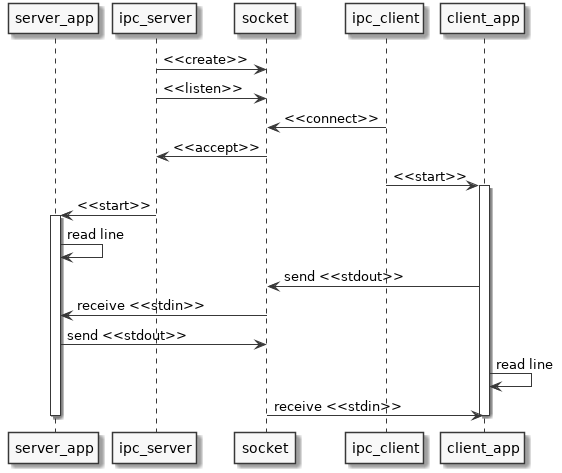 server_app ipc_server socket ipc_client client_app
<<create>>
<<listen>>
<<connect>>
<<accept>>
<<start>>
<<start>>
read line
send <<stdout>>
receive <<stdin>>
send <<stdout>>
read line
receive <<stdin>>
server_app ipc_server socket ipc_client client_app